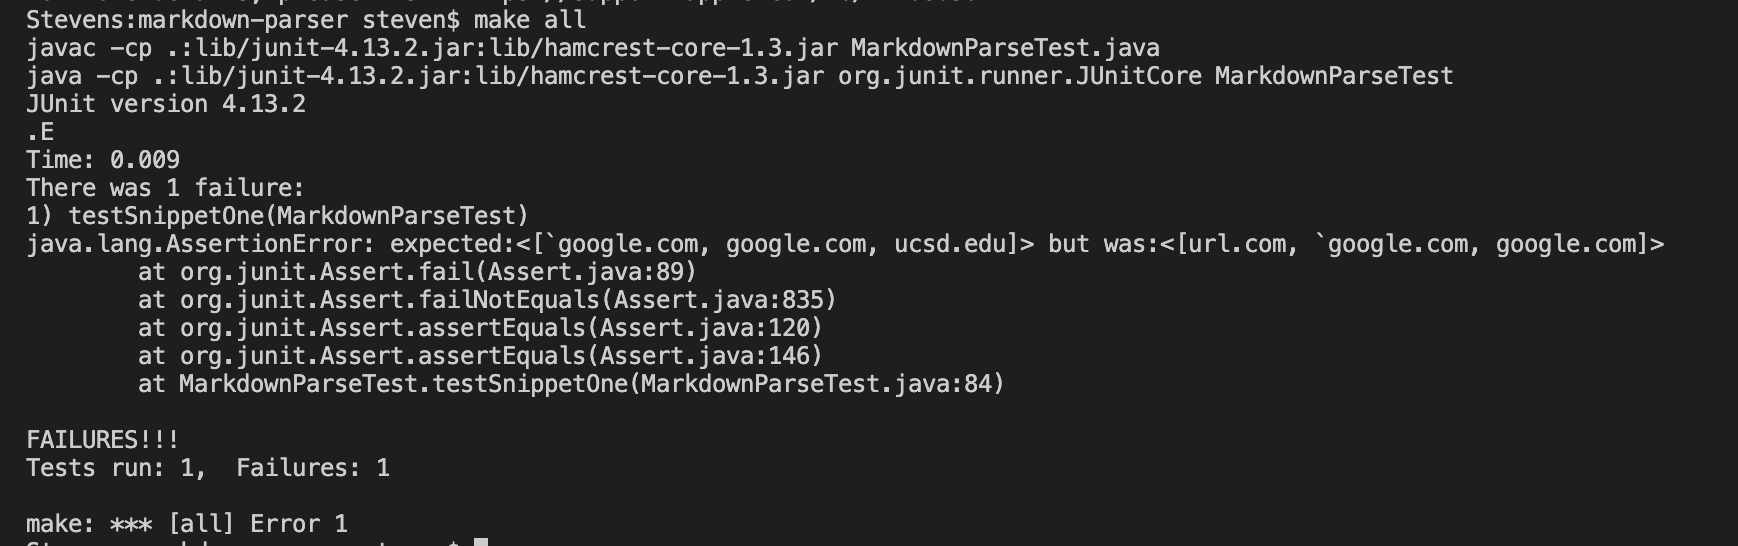 Stevens:markdown-parser steven$ make all
javac -cp .:lib/junit-4.13.2.jar:lib/hamcrest-core-1.3.jar MarkdownParseTest.java
java -cp .:lib/junit-4.13.2.jar:lib/hamcrest-core-1.3.jar org.junit.runner.JUnitCore MarkdownParseTest
JUnit version 4.13.2
.E
Time: 0.009
There was 1 failure:
1) testSnippetOne(MarkdownParseTest)
java.lang.AssertionError: expected:<[`google.com, google.com, ucsd.edu]> but was:<[url.com, `google.com, google.com]>
        at org.junit.Assert.fail(Assert.java:89)
        at org.junit.Assert.failNotEquals(Assert.java:835)
        at org.junit.Assert.assertEquals(Assert.java:120)
        at org.junit.Assert.assertEquals(Assert.java:146)
        at MarkdownParseTest.testSnippetOne(MarkdownParseTest.java:84)
FAILURES!!!
Tests run: 1,  Failures: 1
make: *** [all] Error 1